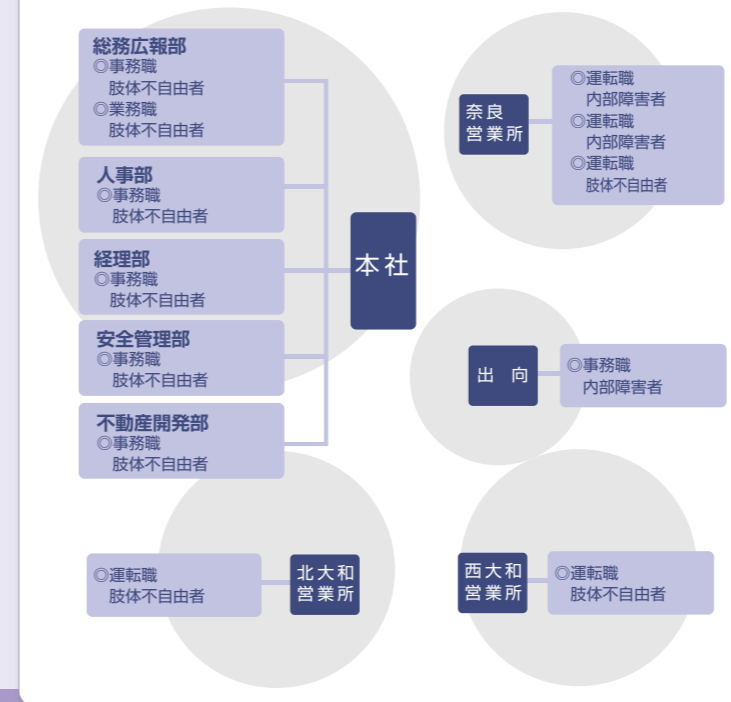 総務広報部
◎事務職
肢体不自由者
◎業務職
肢体不自由者
人事部
◎事務職
肢体不自由者
経理部
◎事務職
肢体不自由者
安全管理部
◎事務職
肢体不自由者
不動産開発部
◎事務職
肢体不自由者
本社
奈良
営業所
◎運転職
内部障害者
◎運転職
内部障害者
◎運転職
肢体不自由者
出　向
◎事務職
内部障害者
◎運転職
肢体不自由者
北大和
営業所
西大和
営業所
◎運転職
肢体不自由者